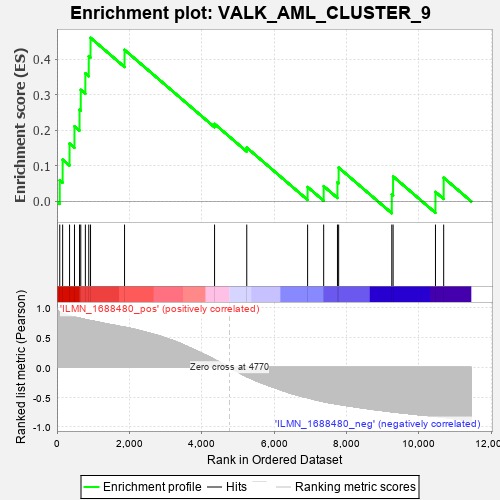 Enrichment plot: VALK_AML_CLUSTER_9
Enrichment score (ES)
0.4
0.3
0.2
0.1
0.0
Ranked list metric (Pearson)
1.0
0.5
0.0
-0.5
-1.0
'ILMN_1688480_pos' (positively correlated)
Zero cross at 4770
'ILMN_1688480_neg' (negatively correlated)
0 2,000 4,000 6,000 8,000 10,000 12,000
Rank in Ordered Dataset
Enrichment profile Hits Ranking metric scores